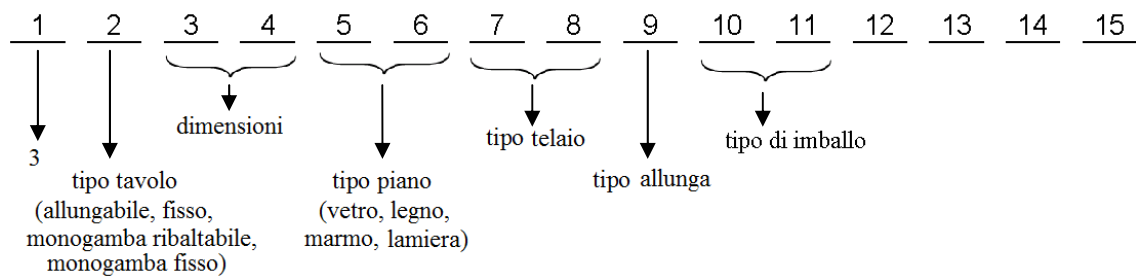 1 2 3 4 5 6 7 8 9 10 11 12 13 14 15
dimensioni
tipo telaio
tipo di imballo
3
tipo tavolo
(allungabile, fisso,
monogamba ribaltabile,
monogamba fisso)
tipo piano
(vetro, legno,
marmo, lamiera)
tipo allunga